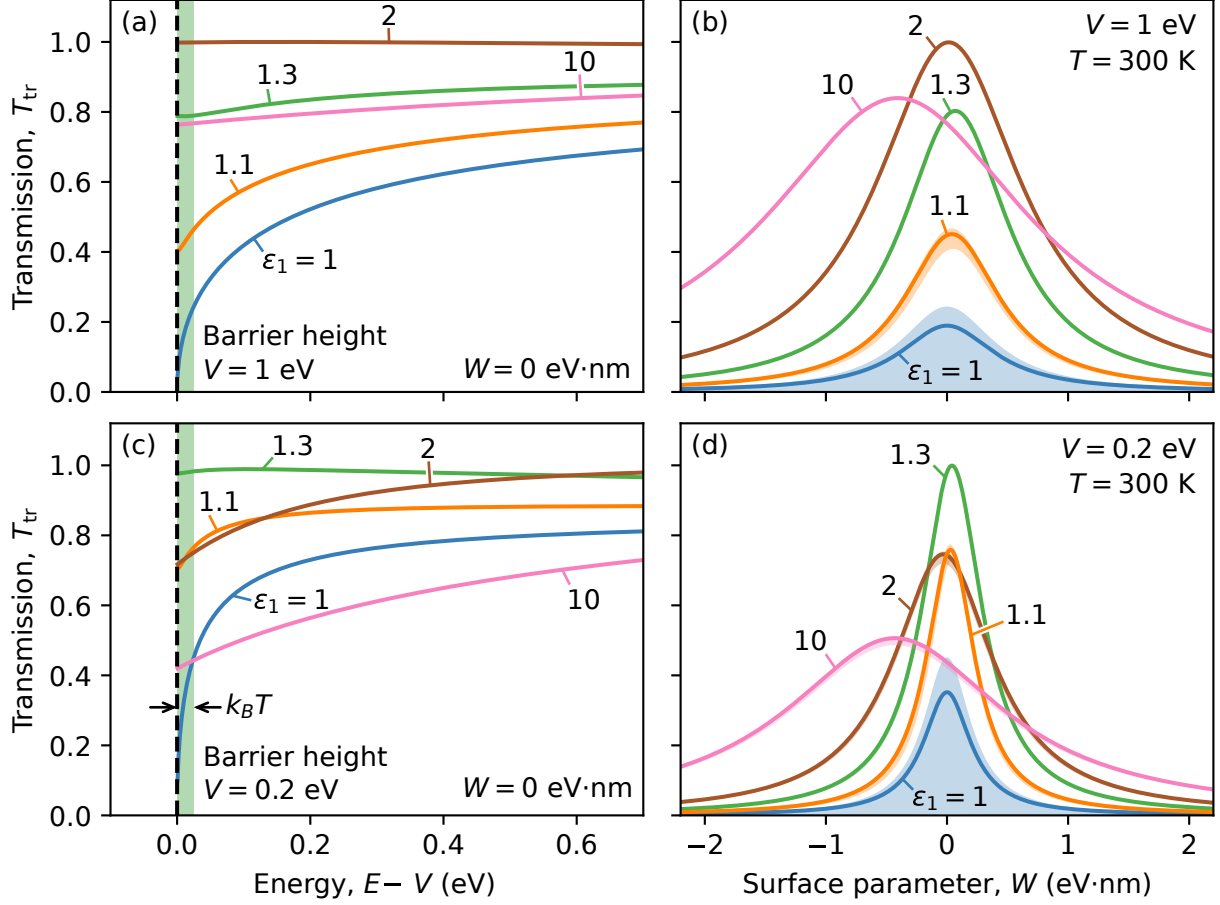 (a)
2
1.3
10
1.1
ε₁ = 1
Barrier height
V = 1 eV
W = 0 eV·nm
Transmission, Tₜᵣ
1.0
0.8
0.6
0.4
0.2
0.0
(b)
V = 1 eV
T = 300 K
2
10
1.3
1.1
ε₁ = 1
(c)
1.3
2
1.1
ε₁ = 1
10
k_BT
Barrier height
V = 0.2 eV
W = 0 eV·nm
Transmission, Tₜᵣ
1.0
0.8
0.6
0.4
0.2
0.0
0.0
0.2
0.4
0.6
Energy, E − V (eV)
(d)
V = 0.2 eV
T = 300 K
1.3
2
1.1
10
ε₁ = 1
−2
−1
0
1
2
Surface parameter, W (eV·nm)